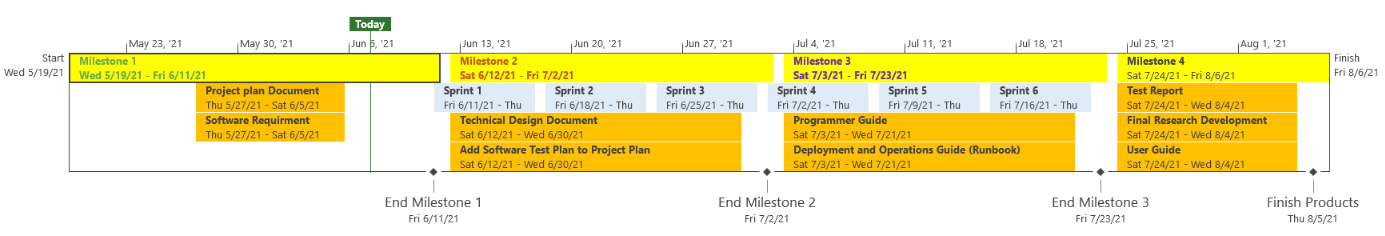 Today
May 23, '21
May 30, '21
Jun 6, '21
Jun 13, '21
Jun 20, '21
Jun 27, '21
Jul 4, '21
Jul 11, '21
Jul 18, '21
Jul 25, '21
Aug 1, '21
Start
Wed 5/19/21
Milestone 1
Wed 5/19/21 - Fri 6/11/21
Milestone 2
Sat 6/12/21 - Fri 7/2/21
Milestone 3
Sat 7/3/21 - Fri 7/23/21
Milestone 4
Sat 7/24/21 - Fri 8/6/21
Finish
Fri 8/6/21
Project plan Document
Thu 5/27/21 - Sat 6/5/21
Sprint 1
Fri 6/11/21 - Thu
Sprint 2
Fri 6/18/21 - Thu
Sprint 3
Fri 6/25/21 - Thu
Sprint 4
Fri 7/2/21 - Thu
Sprint 5
Fri 7/9/21 - Thu
Sprint 6
Fri 7/16/21 - Thu
Test Report
Sat 7/24/21 - Wed 8/4/21
Software Requirment
Thu 5/27/21 - Sat 6/5/21
Technical Design Document
Sat 6/12/21 - Wed 6/30/21
Programmer Guide
Sat 7/3/21 - Wed 7/21/21
Final Research Development
Sat 7/24/21 - Wed 8/4/21
Add Software Test Plan to Project Plan
Sat 6/12/21 - Wed 6/30/21
Deployment and Operations Guide (Runbook)
Sat 7/3/21 - Wed 7/21/21
User Guide
Sat 7/24/21 - Wed 8/4/21
End Milestone 1
Fri 6/11/21
End Milestone 2
Fri 7/2/21
End Milestone 3
Fri 7/23/21
Finish Products
Thu 8/5/21